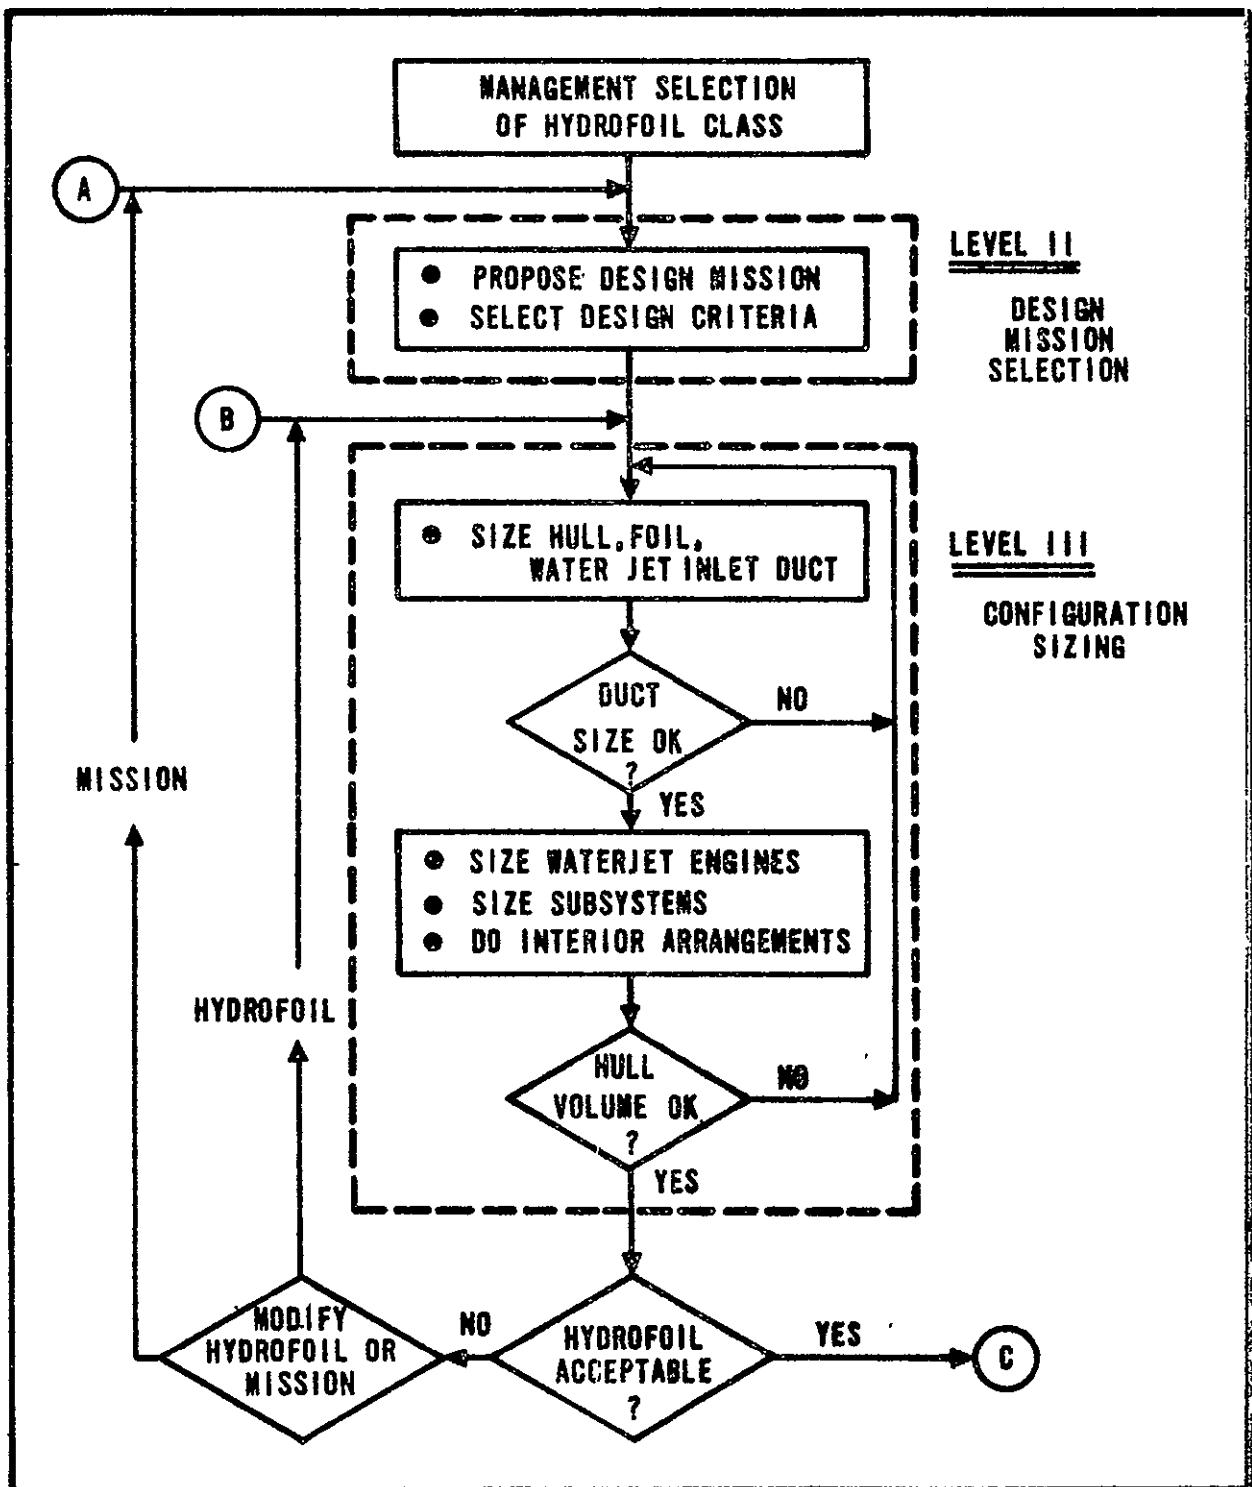 MANAGEMENT SELECTION
OF HYDROFOIL CLASS
A
● PROPOSE DESIGN MISSION
● SELECT DESIGN CRITERIA
LEVEL II
DESIGN
MISSION
SELECTION
B
● SIZE HULL, FOIL,
WATER JET INLET DUCT
LEVEL III
CONFIGURATION
SIZING
DUCT
SIZE OK
?
NO
YES
MISSION
● SIZE WATERJET ENGINES
● SIZE SUBSYSTEMS
● DO INTERIOR ARRANGEMENTS
HYDROFOIL
HULL
VOLUME OK
?
NO
YES
MODIFY
HYDROFOIL OR
MISSION
NO
HYDROFOIL
ACCEPTABLE
?
YES
C